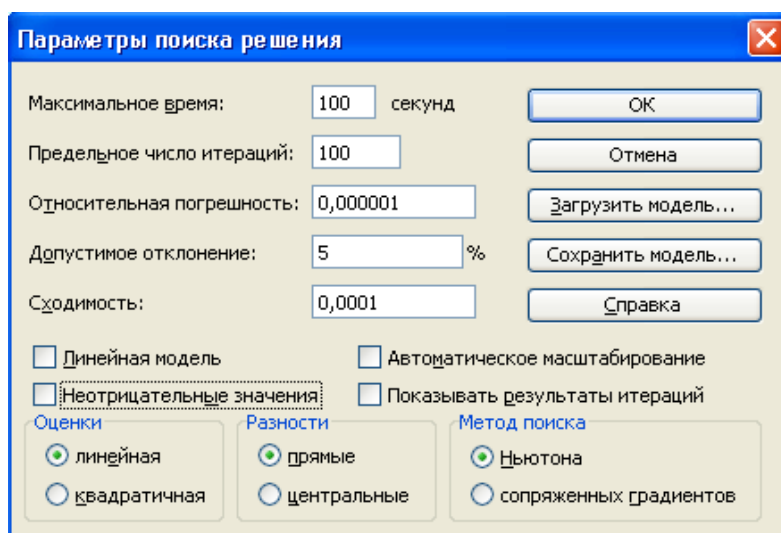 Параметры поиска решения
Максимальное время: 100 секунд OK
Предельное число итераций: 100 Отмена
Относительная погрешность: 0,000001 Загрузить модель...
Допустимое отклонение: 5 % Сохранить модель...
Сходимость: 0,0001 Справка
Линейная модель Автоматическое масштабирование
Неотрицательные значения Показывать результаты итераций
Оценки Разности Метод поиска
линейная прямые Ньютона
квадратичная центральные сопряженных градиентов